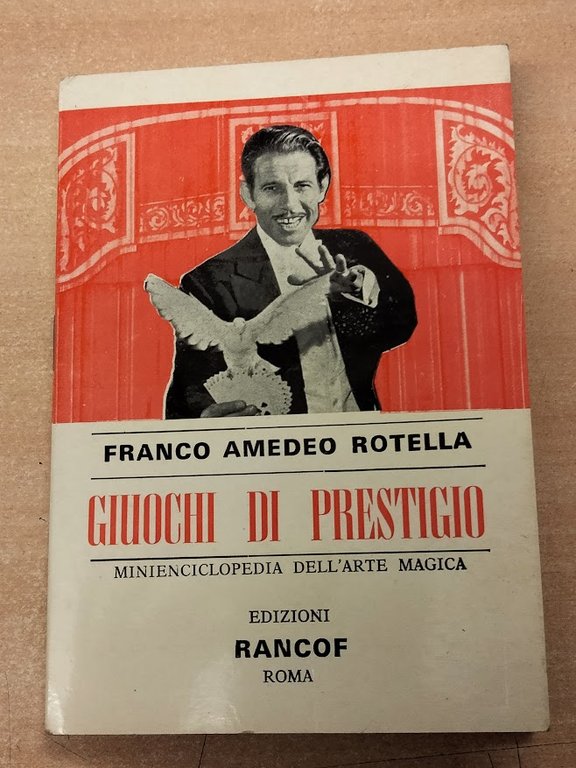 FRANCO AMEDEO ROTELLA
GIUOCHI DI PRESTIGIO
MINIENCICLOPEDIA DELL'ARTE MAGICA
EDIZIONI
RANCOF
ROMA